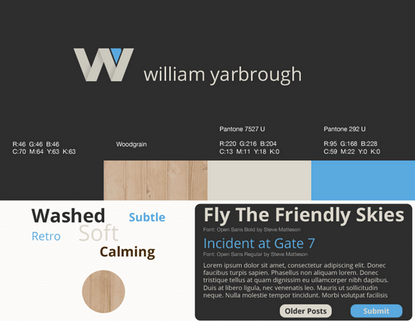 william yarbrough
Pantone 7527 U
Pantone 292 U
R:46 G:46 B:46
Woodgrain
R:220 G:216 B:204
R:95 G:168 B:228
C:70 M:64 Y:63 K:63
C:13 M:11 Y:18 K:0
C:59 M:22 Y:0 K:0
Washed
Subtle
Retro
Soft
Calming
Fly The Friendly Skies
Font: Open Sans Bold by Steve Matteson
Incident at Gate 7
Font: Open Sans Regular by Steve Matteson
Lorem ipsum dolor sit amet, consectetur adipiscing elit. Donec
faucibus turpis sapien. Phasellus non aliquam lorem. Donec
tristique tellus at quam dignissim eu ullamcorper nibh dapibus.
Duis at libero ligula, nec venenatis leo. Mauris ut sollicitudin
neque. Nulla molestie tempor tincidunt. Morbi volutpat facilisis
Older Posts
Submit